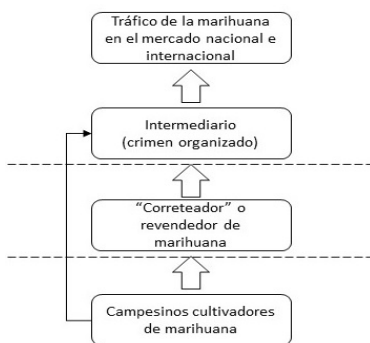 Tráfico de la marihuana
en el mercado nacional e
internacional
Intermediario
(crimen organizado)
“Correteador” o
revendedor de
marihuana
Campesinos cultivadores
de marihuana